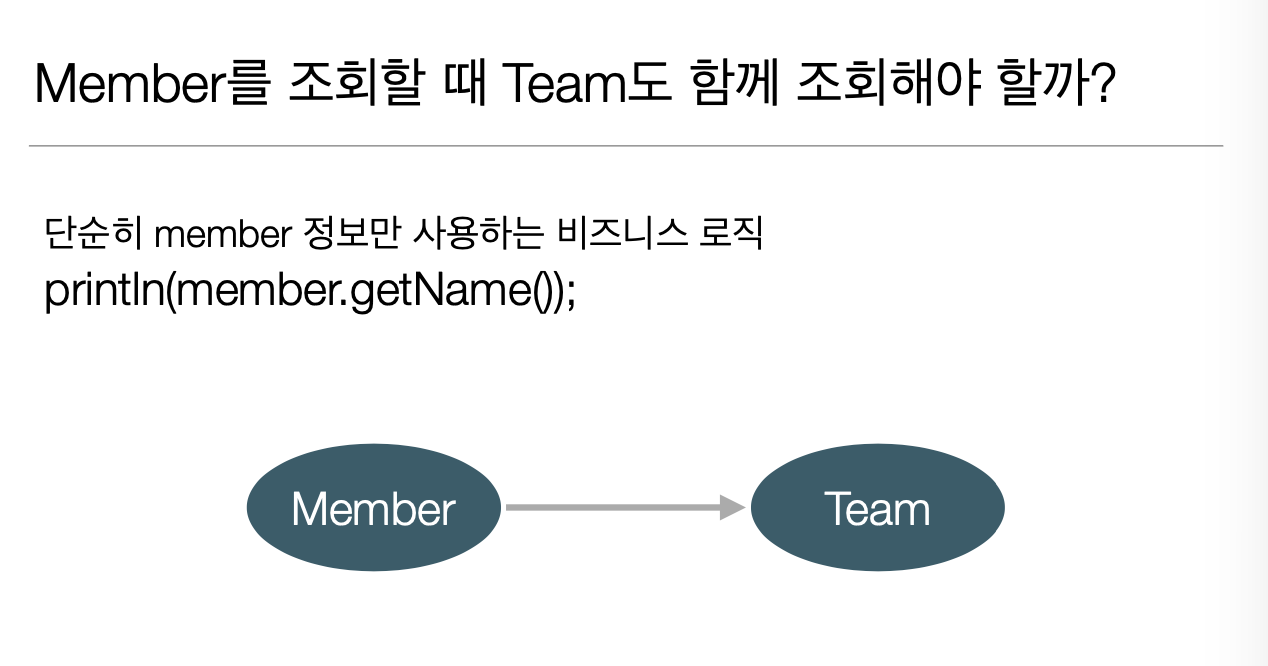 Member를 조회할 때 Team도 함께 조회해야 할까?
단순히 member 정보만 사용하는 비즈니스 로직
println(member.getName());
Member
Team